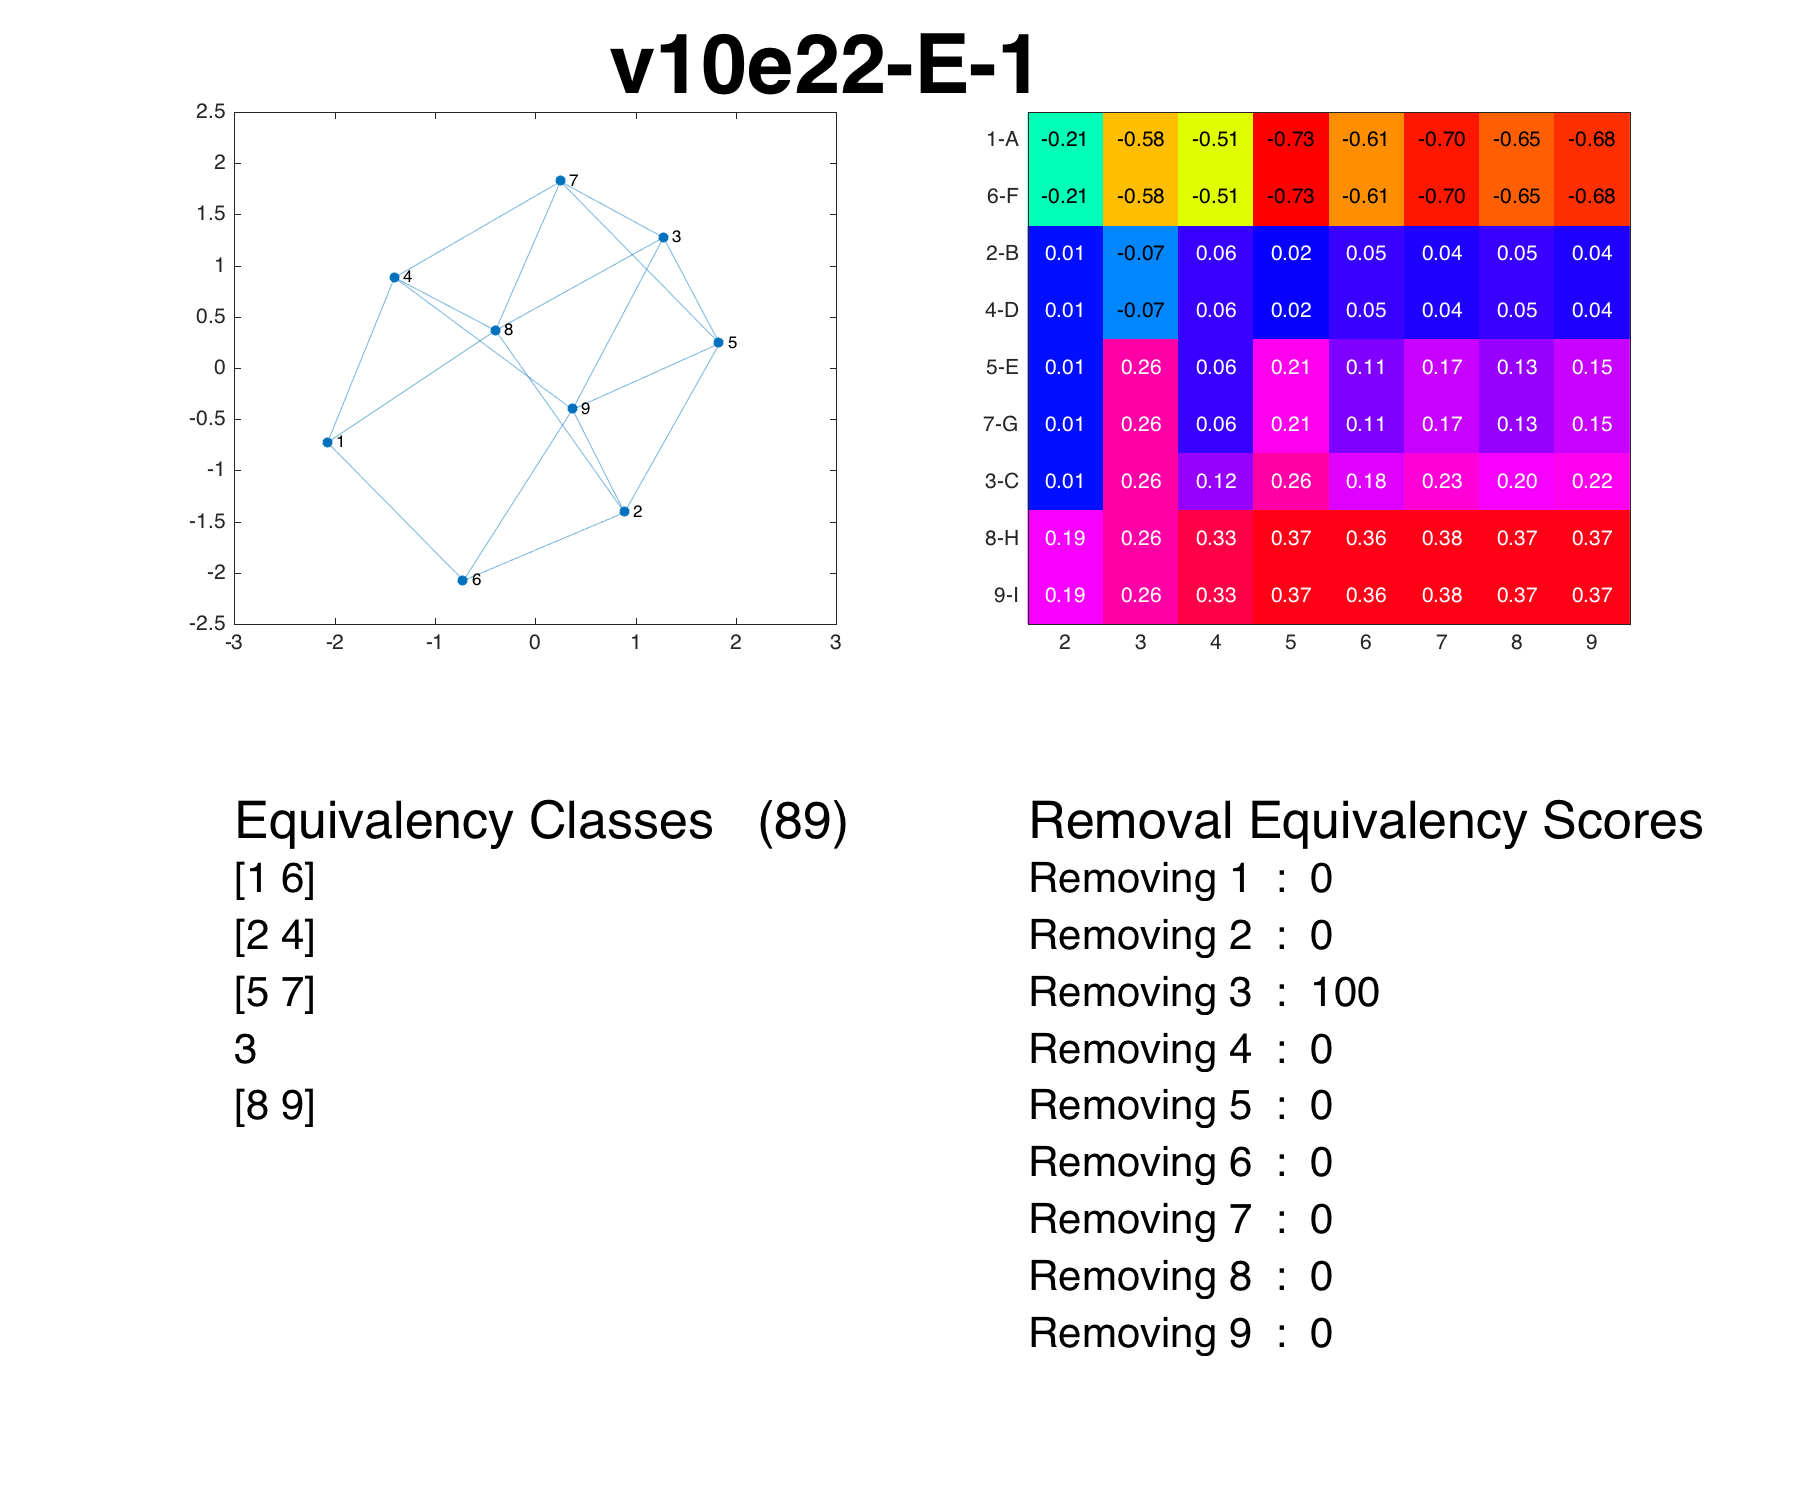 v10e22-E-1
2.5
2
1.5
1
0.5
0
-0.5
-1
-1.5
-2
-2.5
-3 -2 -1 0 1 2 3
7
3
4
8
5
9
1
2
6
1-A -0.21 -0.58 -0.51 -0.73 -0.61 -0.70 -0.65 -0.68
6-F -0.21 -0.58 -0.51 -0.73 -0.61 -0.70 -0.65 -0.68
2-B 0.01 -0.07 0.06 0.02 0.05 0.04 0.05 0.04
4-D 0.01 -0.07 0.06 0.02 0.05 0.04 0.05 0.04
5-E 0.01 0.26 0.06 0.21 0.11 0.17 0.13 0.15
7-G 0.01 0.26 0.06 0.21 0.11 0.17 0.13 0.15
3-C 0.01 0.26 0.12 0.26 0.18 0.23 0.20 0.22
8-H 0.19 0.26 0.33 0.37 0.36 0.38 0.37 0.37
9-I 0.19 0.26 0.33 0.37 0.36 0.38 0.37 0.37
2 3 4 5 6 7 8 9
Equivalency Classes (89)
[1 6]
[2 4]
[5 7]
3
[8 9]
Removal Equivalency Scores
Removing 1 : 0
Removing 2 : 0
Removing 3 : 100
Removing 4 : 0
Removing 5 : 0
Removing 6 : 0
Removing 7 : 0
Removing 8 : 0
Removing 9 : 0